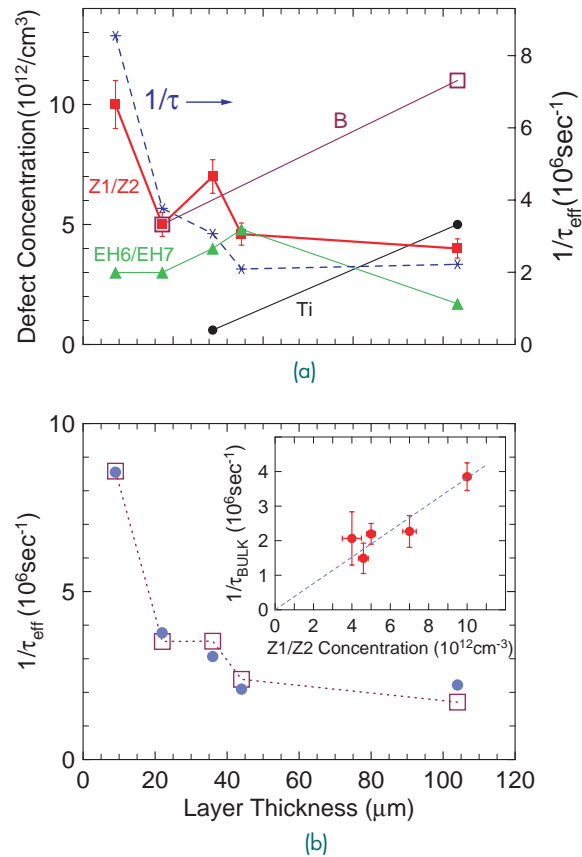 Defect Concentration(10¹²/cm³)
10
5
0
1/τ
B
Z1/Z2
EH6/EH7
Ti
8
6
4
2
0
1/τeff(10⁶sec⁻¹)
(a)
1/τeff (10⁶sec⁻¹)
10
5
0
1/τBULK (10⁶sec⁻¹)
4
3
2
1
0
0 2 4 6 8 10
Z1/Z2 Concentration (10¹²cm⁻³)
0 20 40 60 80 100 120
Layer Thickness (μm)
(b)